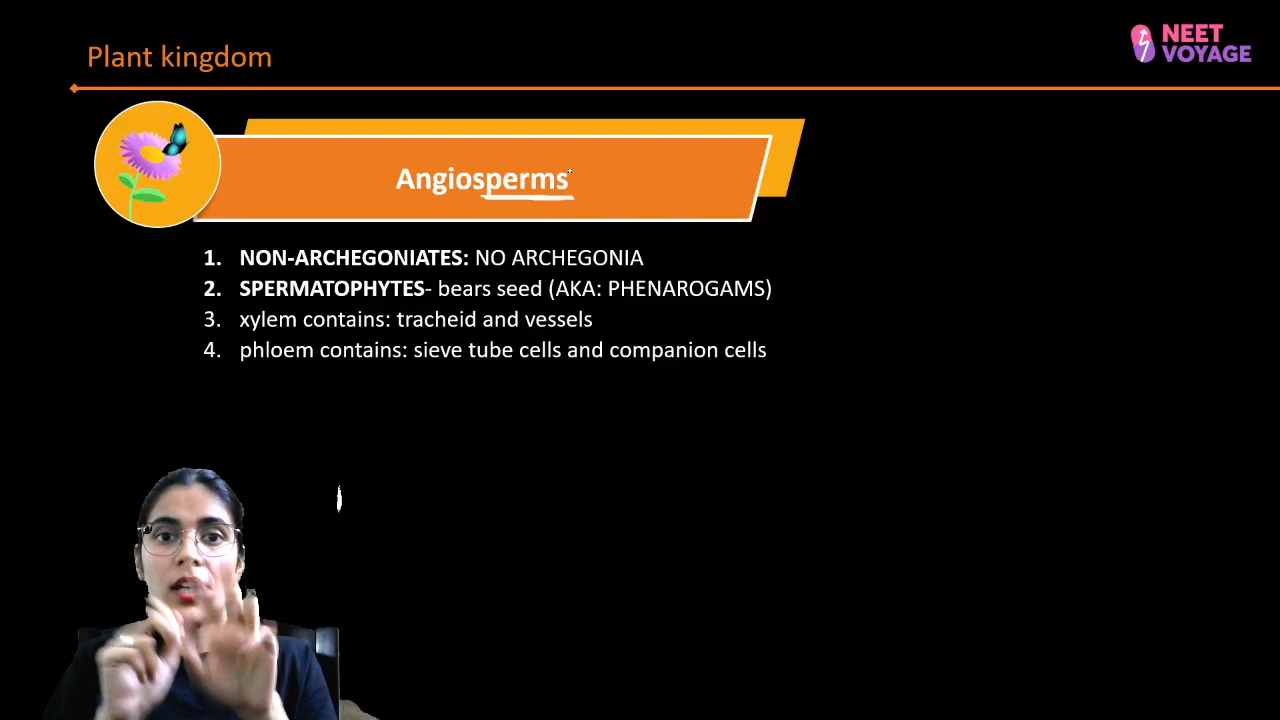 Plant kingdom
NEET
VOYAGE
Angiosperms
1. NON-ARCHEGONIATES: NO ARCHEGONIA
2. SPERMATOPHYTES- bears seed (AKA: PHENAROGAMS)
3. xylem contains: tracheid and vessels
4. phloem contains: sieve tube cells and companion cells